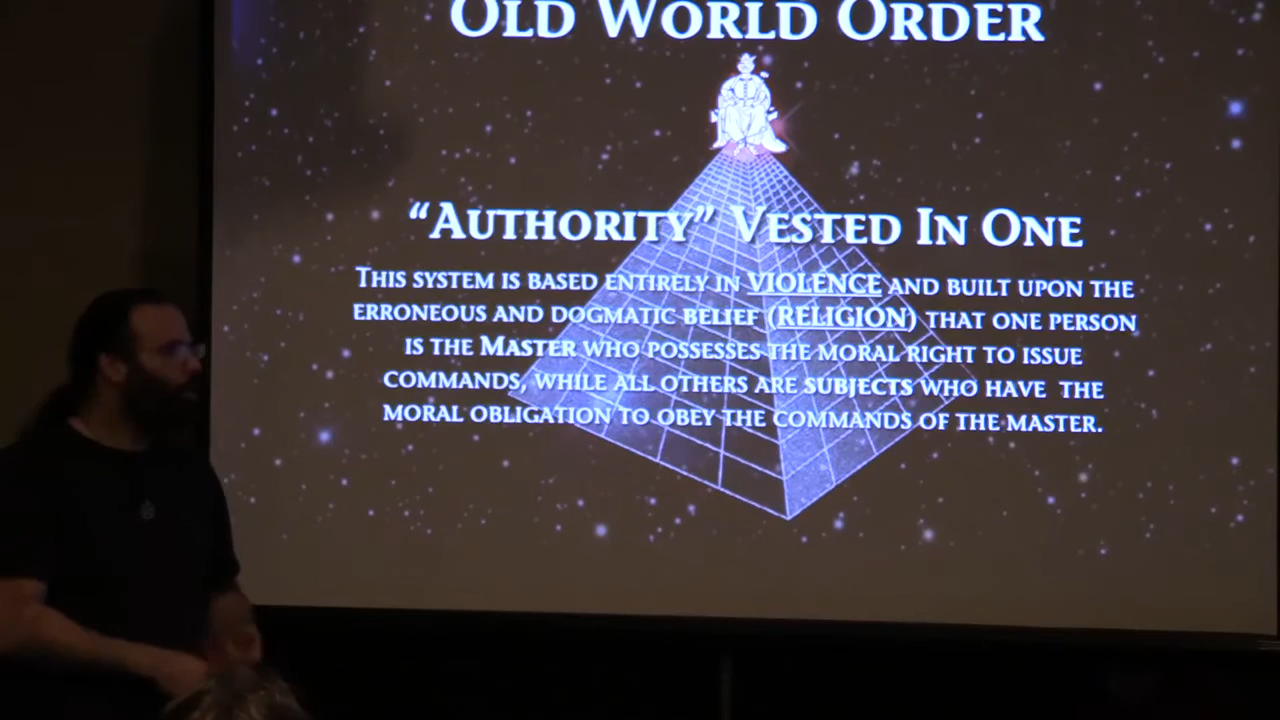 OLD WORLD ORDER
“AUTHORITY” VESTED IN ONE
THIS SYSTEM IS BASED ENTIRELY IN VIOLENCE AND BUILT UPON THE
ERRONEOUS AND DOGMATIC BELIEF (RELIGION) THAT ONE PERSON
IS THE MASTER WHO POSSESSES THE MORAL RIGHT TO ISSUE
COMMANDS, WHILE ALL OTHERS ARE SUBJECTS WHO HAVE THE
MORAL OBLIGATION TO OBEY THE COMMANDS OF THE MASTER.